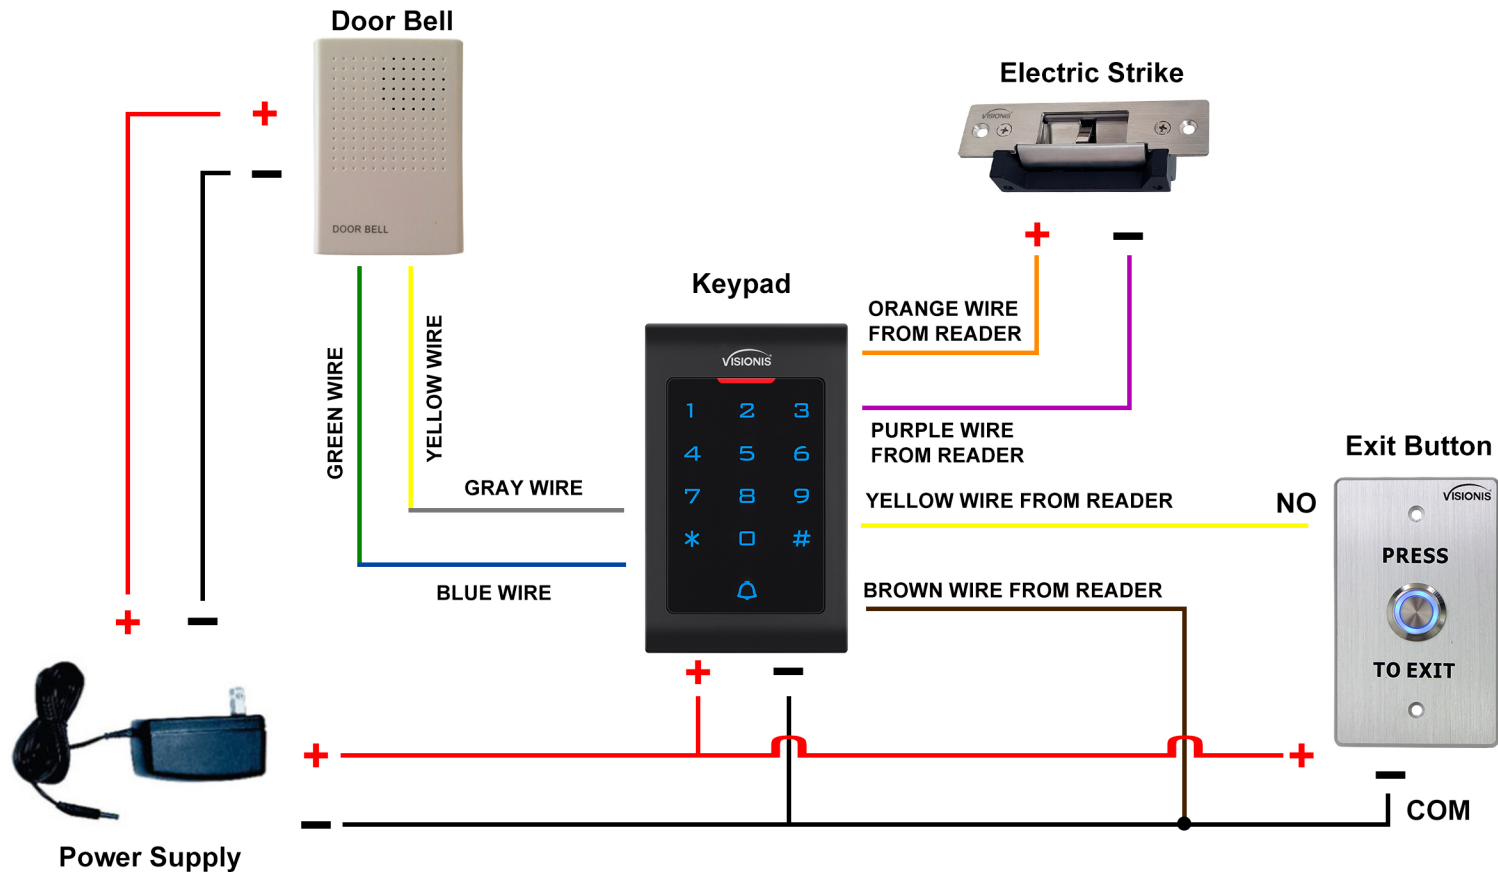 Door Bell
+
−
DOOR BELL
Electric Strike
VISIONIS
+
−
Keypad
ORANGE WIRE
FROM READER
VISIONIS
1 2 3
4 5 6
7 8 9
* 0 #
PURPLE WIRE
FROM READER
GREEN WIRE
YELLOW WIRE
GRAY WIRE
BLUE WIRE
YELLOW WIRE FROM READER
NO
BROWN WIRE FROM READER
Exit Button
VISIONIS
PRESS
TO EXIT
+ −
+ −
+
+
−
−
COM
Power Supply